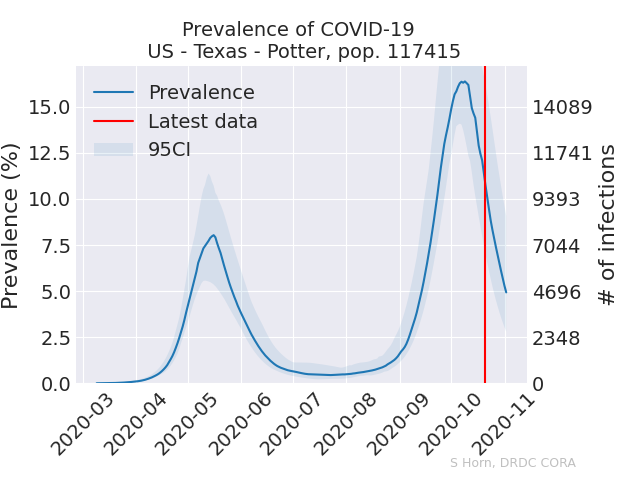 Prevalence of COVID-19
US - Texas - Potter, pop. 117415
Prevalence
Latest data
95CI
Prevalence (%)
15.0
12.5
10.0
7.5
5.0
2.5
0.0
14089
11741
9393
7044
4696
2348
0
# of infections
2020-03
2020-04
2020-05
2020-06
2020-07
2020-08
2020-09
2020-10
2020-11
S Horn, DRDC CORA